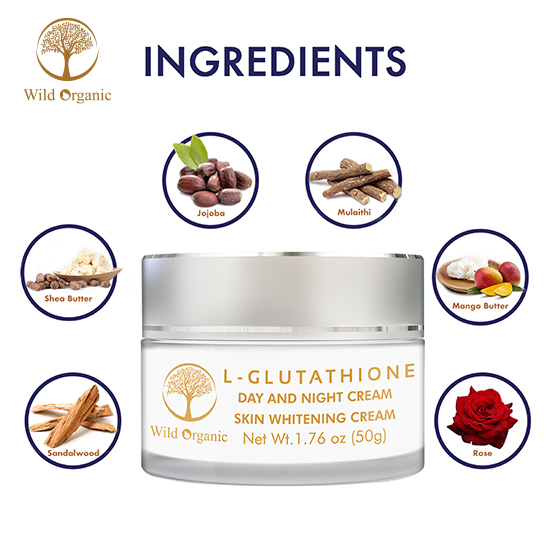 INGREDIENTS
Wild Organic
Jojoba
Mulaithi
Shea Butter
Mango Butter
L-GLUTATHIONE
DAY AND NIGHT CREAM
SKIN WHITENING CREAM
Wild Organic
Net Wt.1.76 oz (50g)
Sandalwood
Rose